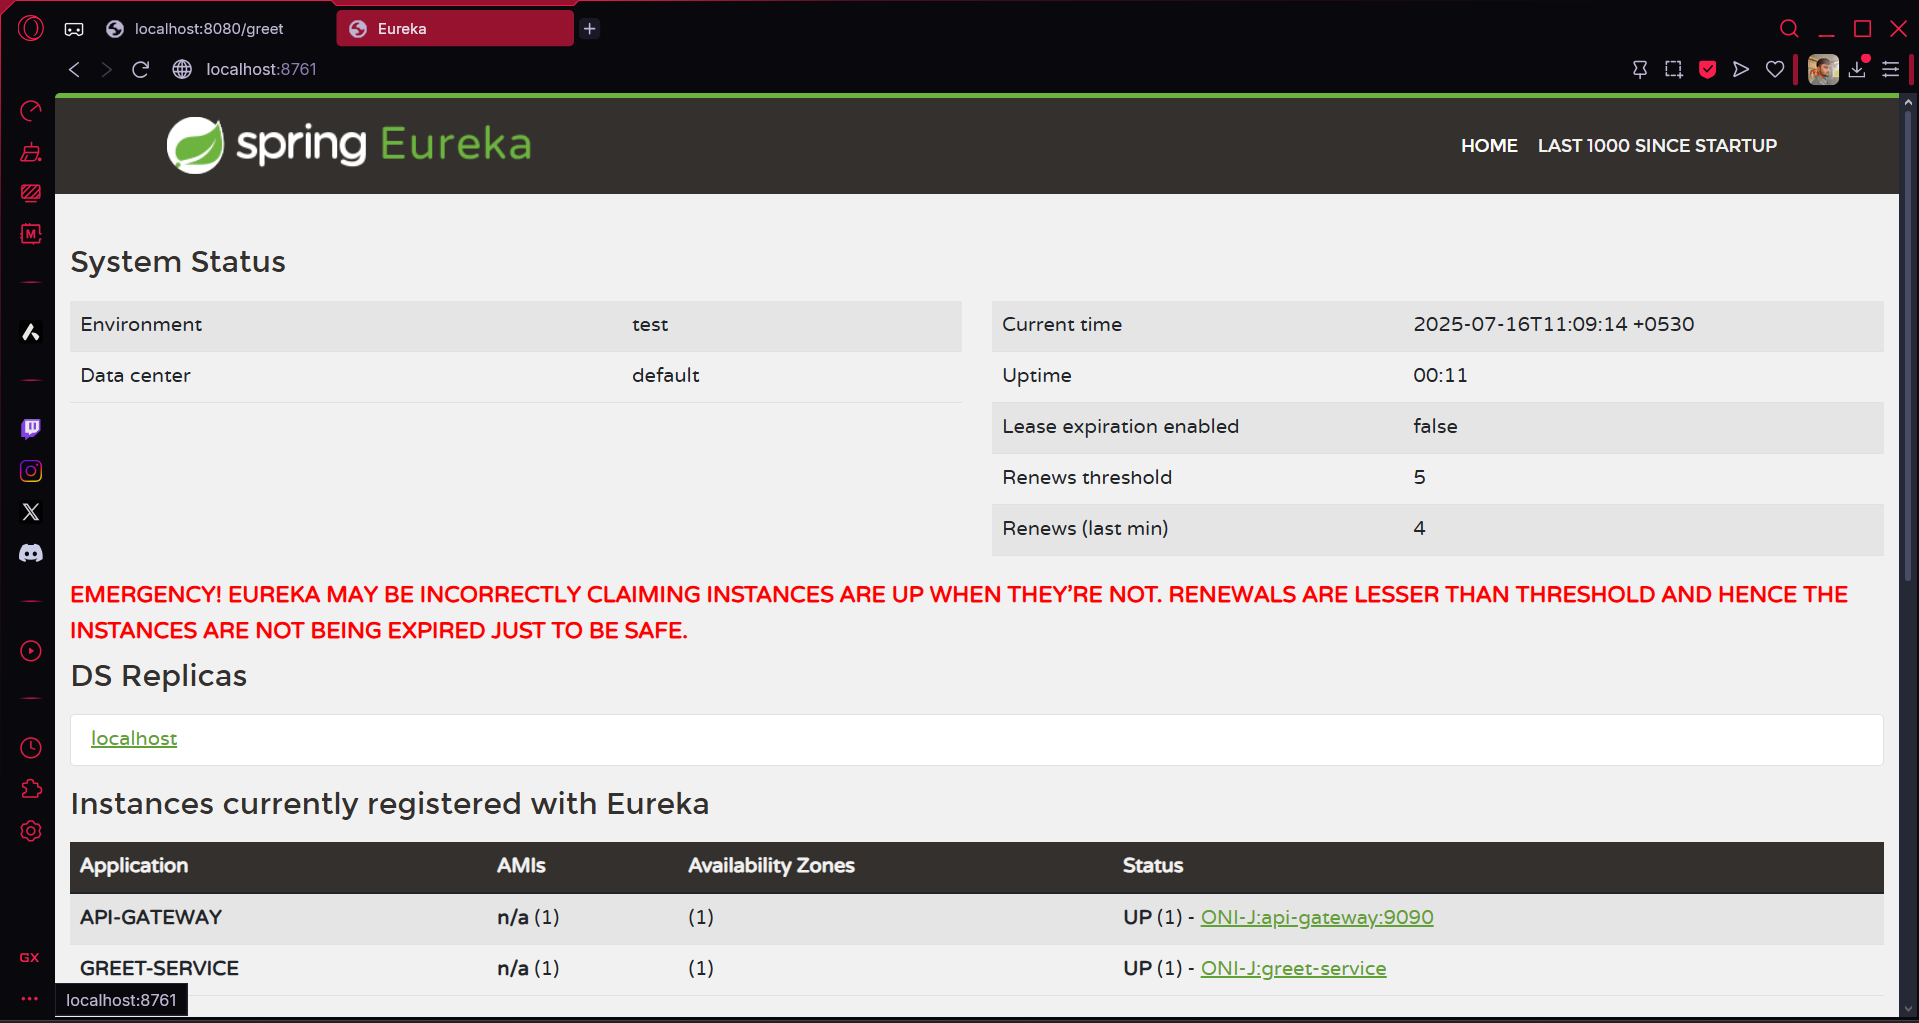 localhost:8080/greet
Eureka
localhost:8761
spring Eureka
HOME LAST 1000 SINCE STARTUP
System Status
Environment test
Data center default
Current time 2025-07-16T11:09:14 +0530
Uptime 00:11
Lease expiration enabled false
Renews threshold 5
Renews (last min) 4
EMERGENCY! EUREKA MAY BE INCORRECTLY CLAIMING INSTANCES ARE UP WHEN THEY'RE NOT. RENEWALS ARE LESSER THAN THRESHOLD AND HENCE THE
INSTANCES ARE NOT BEING EXPIRED JUST TO BE SAFE.
DS Replicas
localhost
Instances currently registered with Eureka
Application AMIs Availability Zones Status
API-GATEWAY n/a (1) (1) UP (1) - ONI-J:api-gateway:9090
GREET-SERVICE n/a (1) (1) UP (1) - ONI-J:greet-service
M
GX
localhost:8761